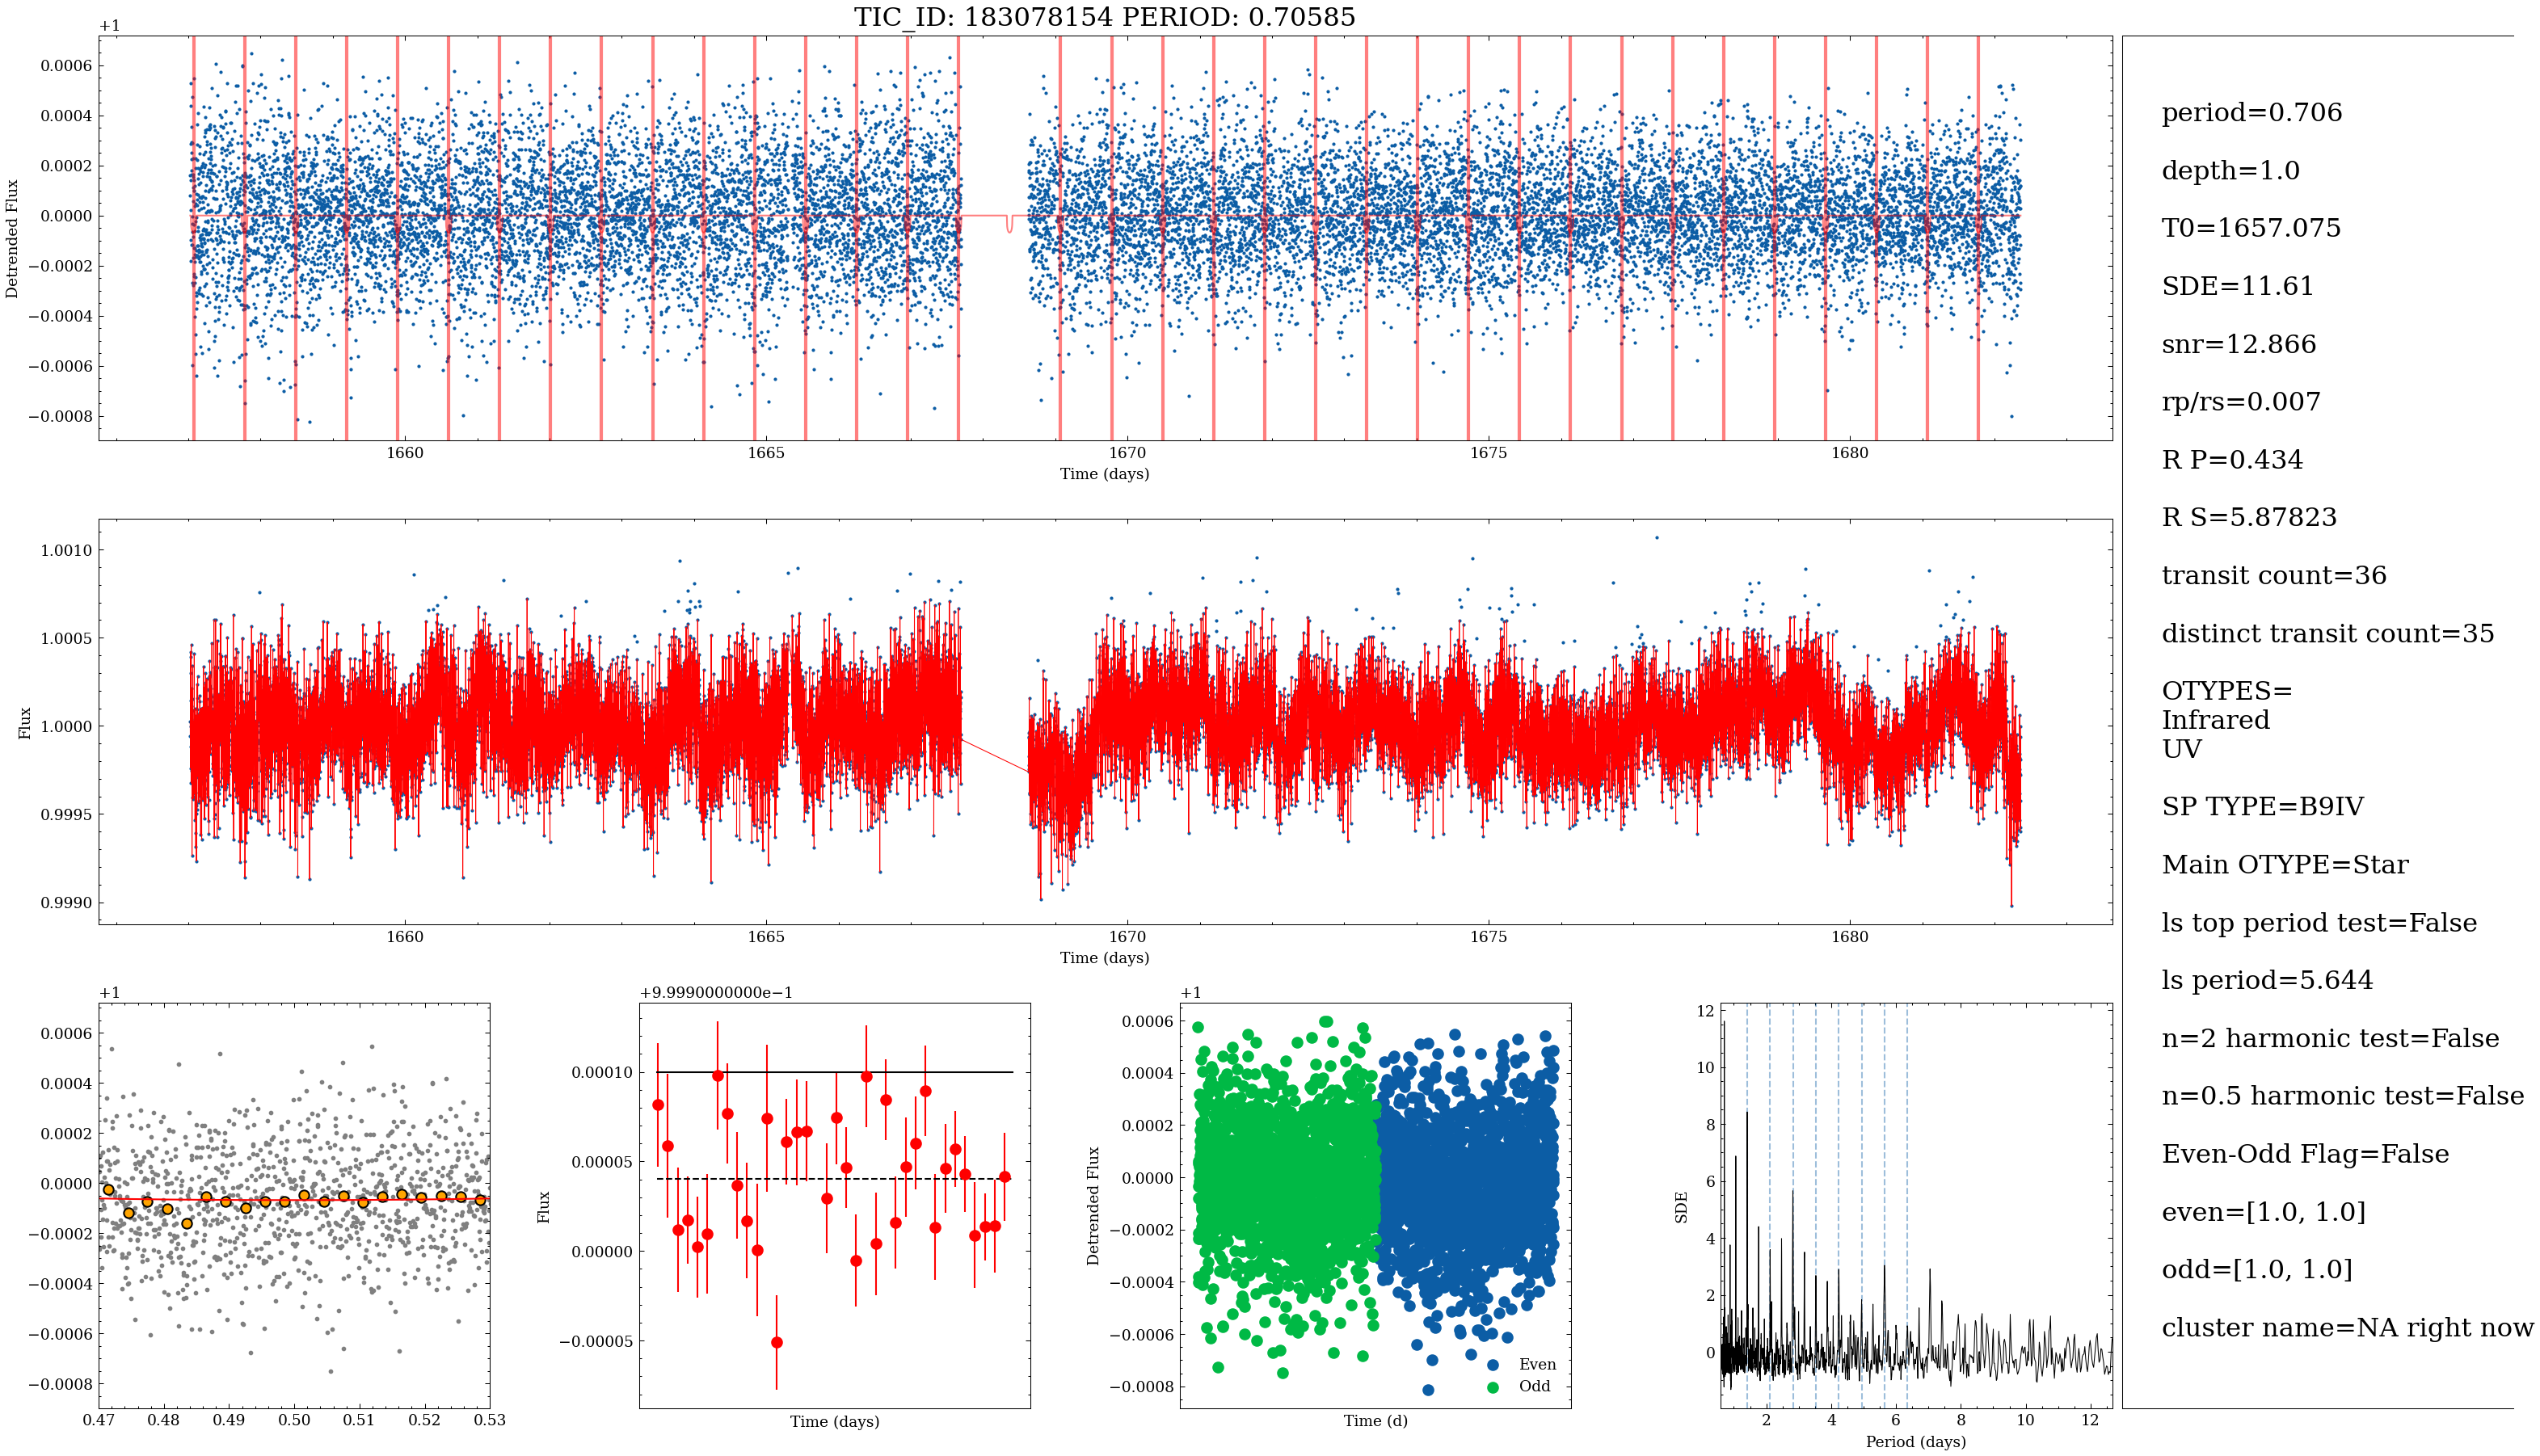 TIC_ID: 183078154 PERIOD: 0.70585
+1
0.0006
0.0004
0.0002
0.0000
−0.0002
−0.0004
−0.0006
−0.0008
Detrended Flux
1660 1665 1670 1675 1680
Time (days)
1.0010
1.0005
1.0000
0.9995
0.9990
Flux
1660 1665 1670 1675 1680
Time (days)
+1
0.0006
0.0004
0.0002
0.0000
−0.0002
−0.0004
−0.0006
−0.0008
0.47 0.48 0.49 0.50 0.51 0.52 0.53
+9.9990000000e−1
0.00010
0.00005
0.00000
−0.00005
Flux
Time (days)
+1
0.0006
0.0004
0.0002
0.0000
−0.0002
−0.0004
−0.0006
−0.0008
Detrended Flux
Even
Odd
Time (d)
12
10
8
6
4
2
0
SDE
2 4 6 8 10 12
Period (days)
period=0.706
depth=1.0
T0=1657.075
SDE=11.61
snr=12.866
rp/rs=0.007
R P=0.434
R S=5.87823
transit count=36
distinct transit count=35
OTYPES=
Infrared
UV
SP TYPE=B9IV
Main OTYPE=Star
ls top period test=False
ls period=5.644
n=2 harmonic test=False
n=0.5 harmonic test=False
Even-Odd Flag=False
even=[1.0, 1.0]
odd=[1.0, 1.0]
cluster name=NA right now